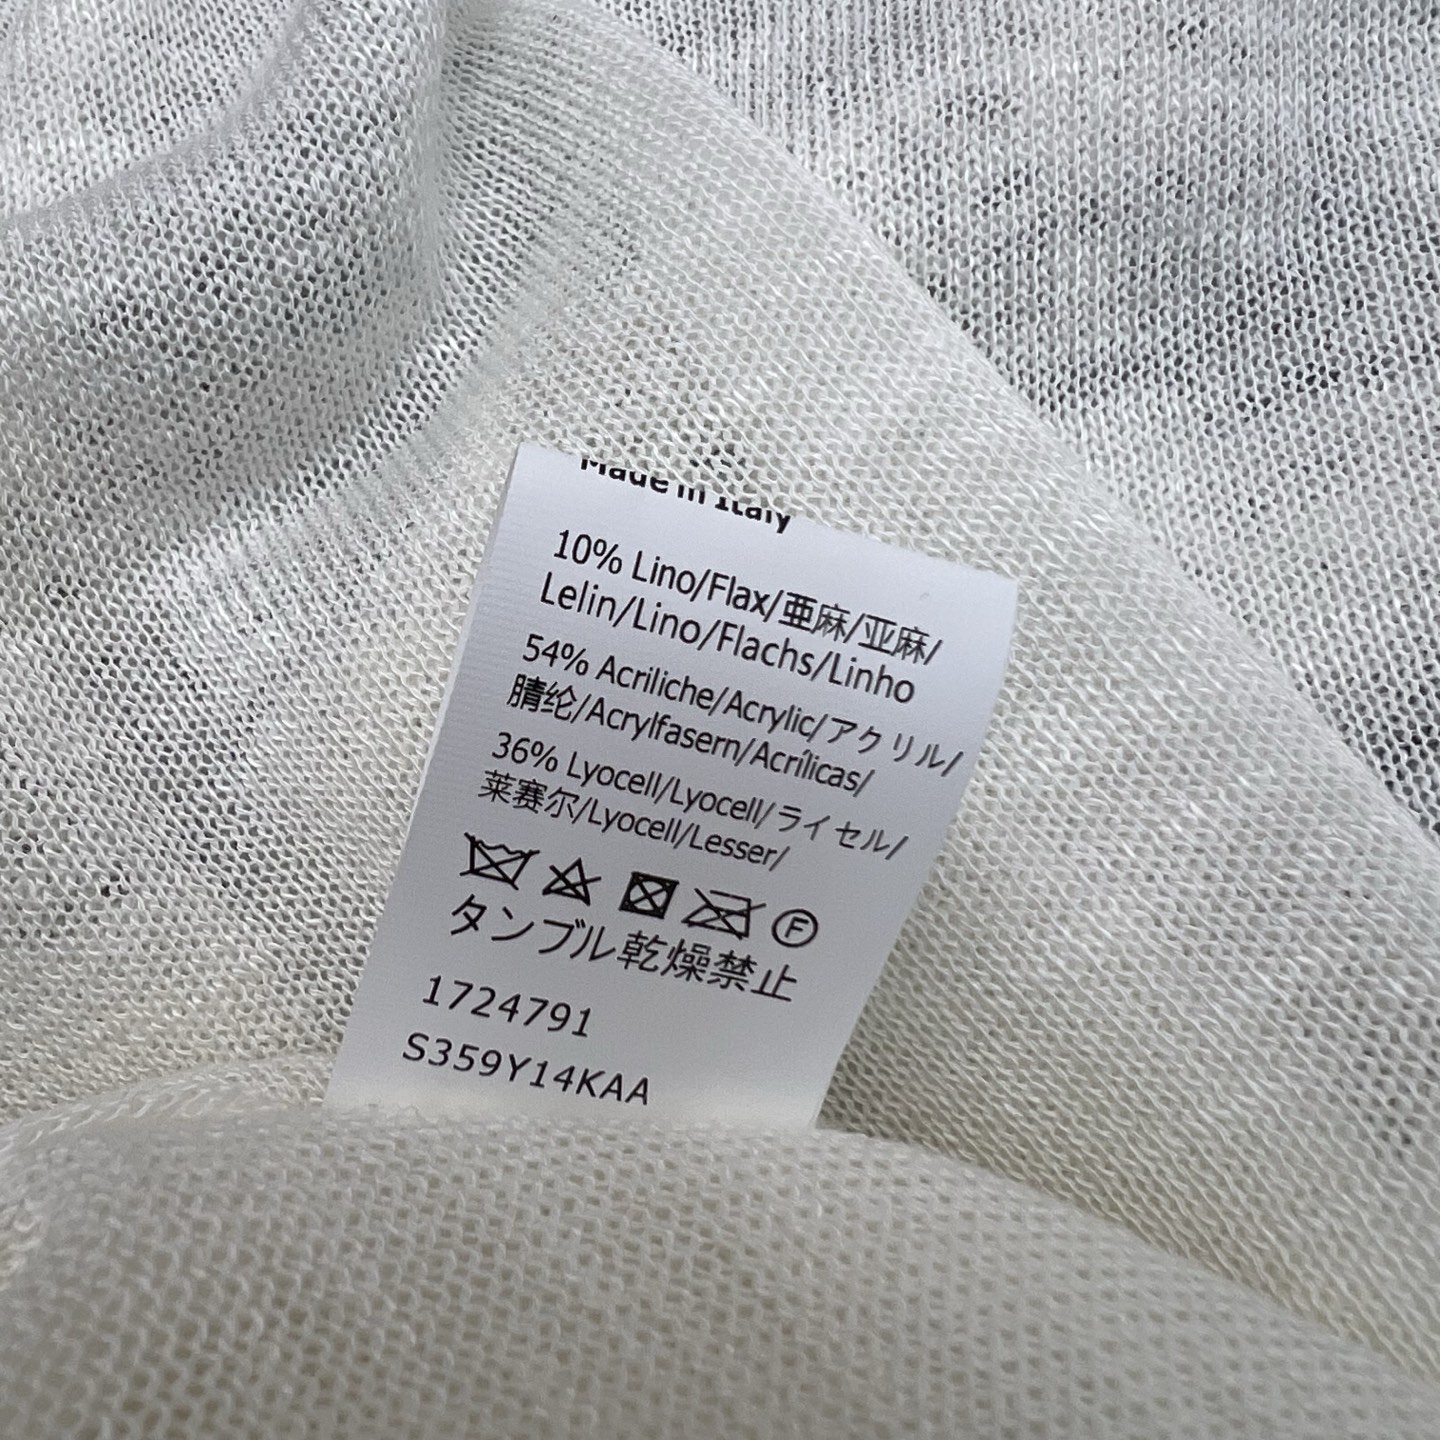 Made in Italy
10% Lino/Flax/亜麻/亚麻/
Lelin/Lino/Flachs/Linho
54% Acriliche/Acrylic/アクリル/
腈纶/Acrylfasern/Acrílicas/
36% Lyocell/Lyocell/ライセル/
莱赛尔/Lyocell/Lesser/
F
タンブル乾燥禁止
1724791
S359Y14KAA